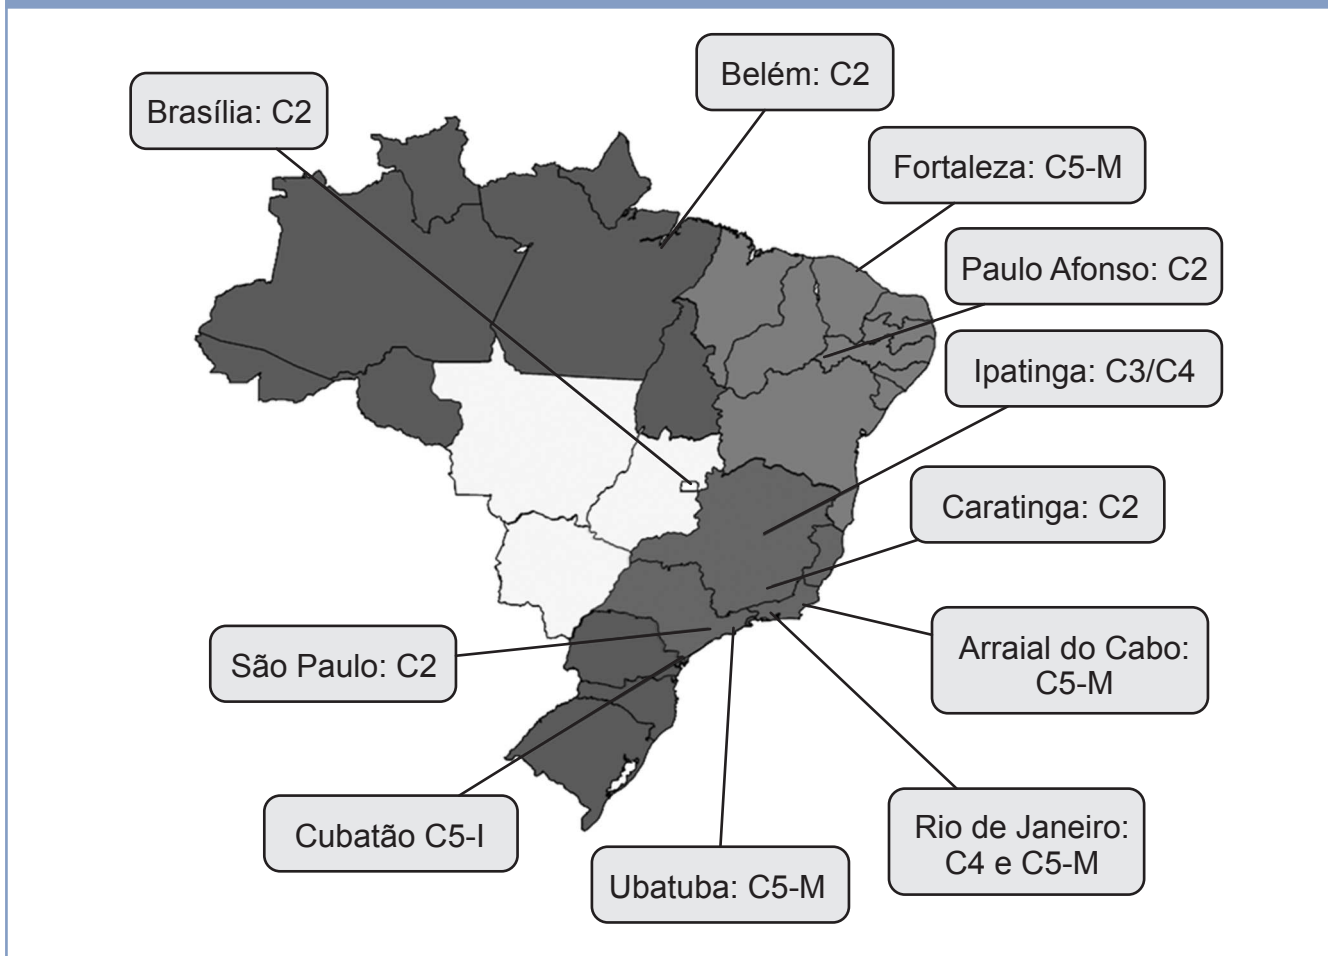 Belém: C2
Brasília: C2
Fortaleza: C5-M
Paulo Afonso: C2
Ipatinga: C3/C4
Caratinga: C2
Arraial do Cabo:
C5-M
São Paulo: C2
Rio de Janeiro:
C4 e C5-M
Cubatão C5-I
Ubatuba: C5-M